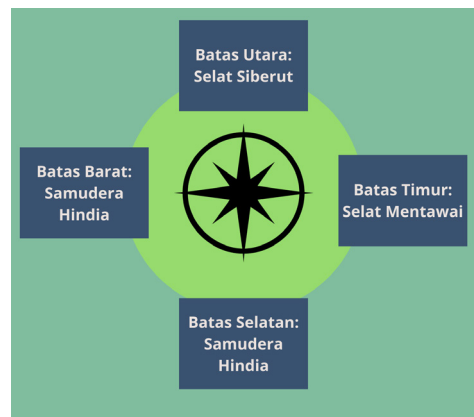 Batas Utara:
Selat Siberut
Batas Barat:
Samudera
Hindia
Batas Timur:
Selat Mentawai
Batas Selatan:
Samudera
Hindia